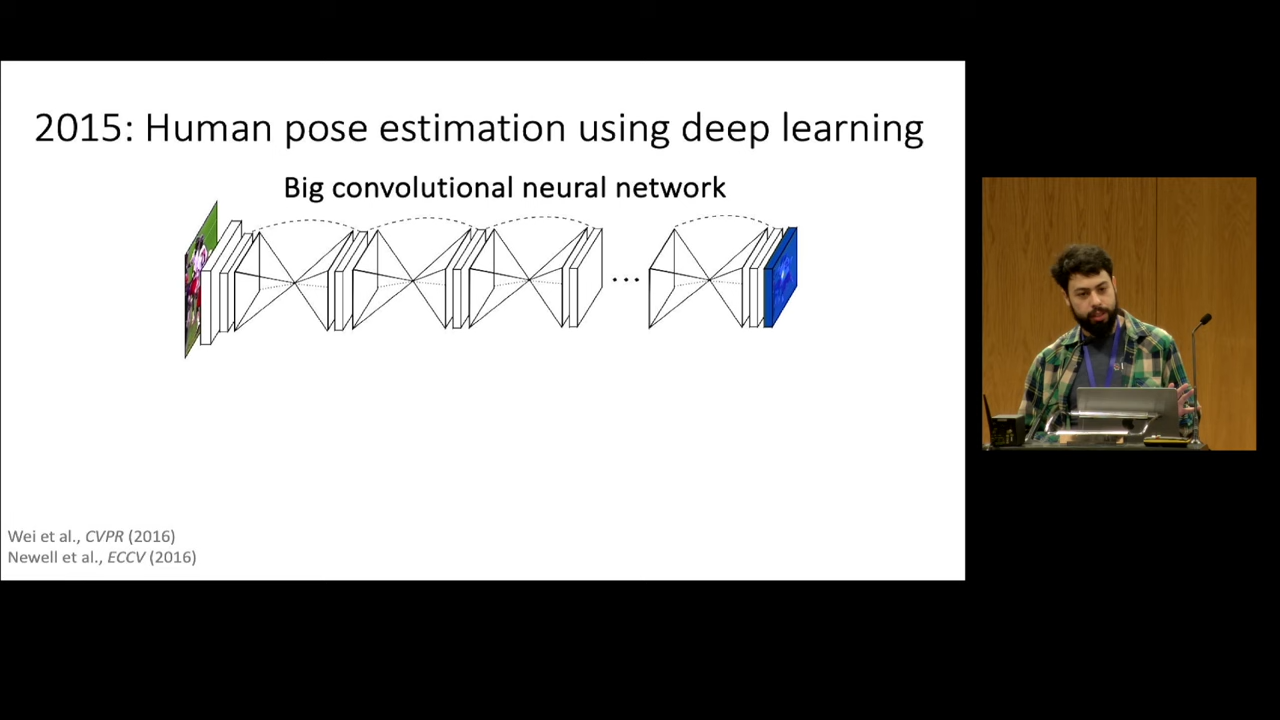 2015: Human pose estimation using deep learning
Big convolutional neural network
...
Wei et al., CVPR (2016)
Newell et al., ECCV (2016)